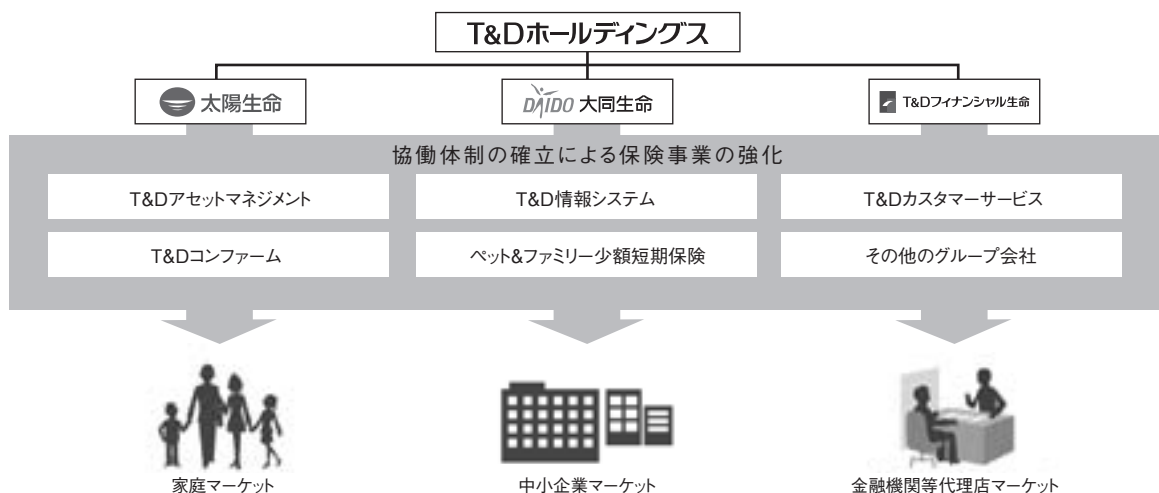 T&Dホールディングス
太陽生命
DAIDO 大同生命
T&Dフィナンシャル生命
協働体制の確立による保険事業の強化
T&Dアセットマネジメント
T&D情報システム
T&Dカスタマーサービス
T&Dコンファーム
ペット&ファミリー少額短期保険
その他のグループ会社
家庭マーケット
中小企業マーケット
金融機関等代理店マーケット